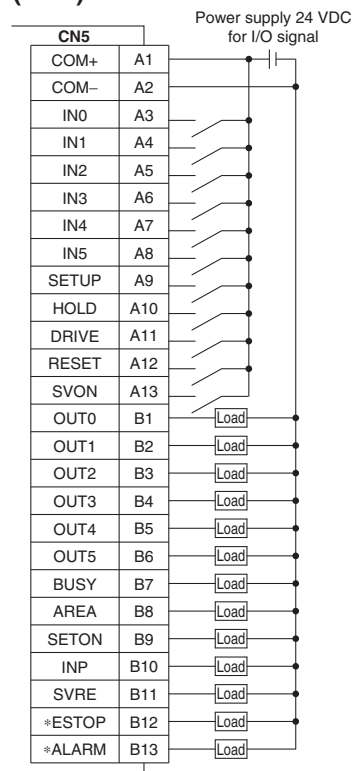 Power supply 24 VDC
for I/O signal
CN5
COM+ A1
COM− A2
IN0 A3
IN1 A4
IN2 A5
IN3 A6
IN4 A7
IN5 A8
SETUP A9
HOLD A10
DRIVE A11
RESET A12
SVON A13
OUT0 B1 Load
OUT1 B2 Load
OUT2 B3 Load
OUT3 B4 Load
OUT4 B5 Load
OUT5 B6 Load
BUSY B7 Load
AREA B8 Load
SETON B9 Load
INP B10 Load
SVRE B11 Load
∗ESTOP B12 Load
∗ALARM B13 Load